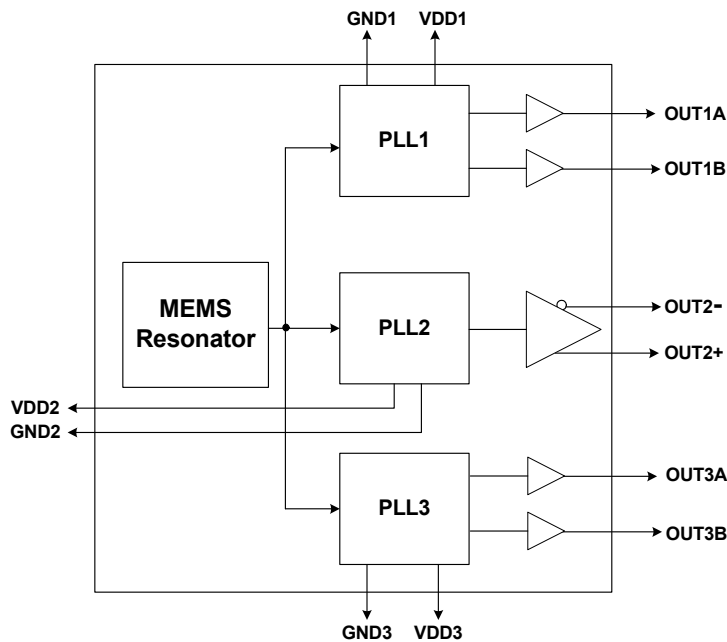 GND1
VDD1
PLL1
OUT1A
OUT1B
MEMS
Resonator
PLL2
OUT2-
OUT2+
VDD2
GND2
PLL3
OUT3A
OUT3B
GND3
VDD3